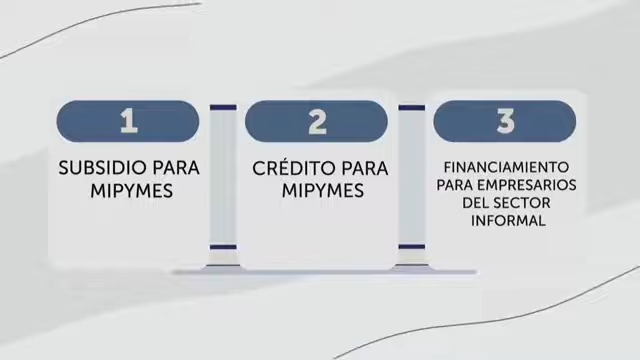 1
SUBSIDIO PARA
MIPYMES
2
CRÉDITO PARA
MIPYMES
3
FINANCIAMIENTO
PARA EMPRESARIOS
DEL SECTOR
INFORMAL